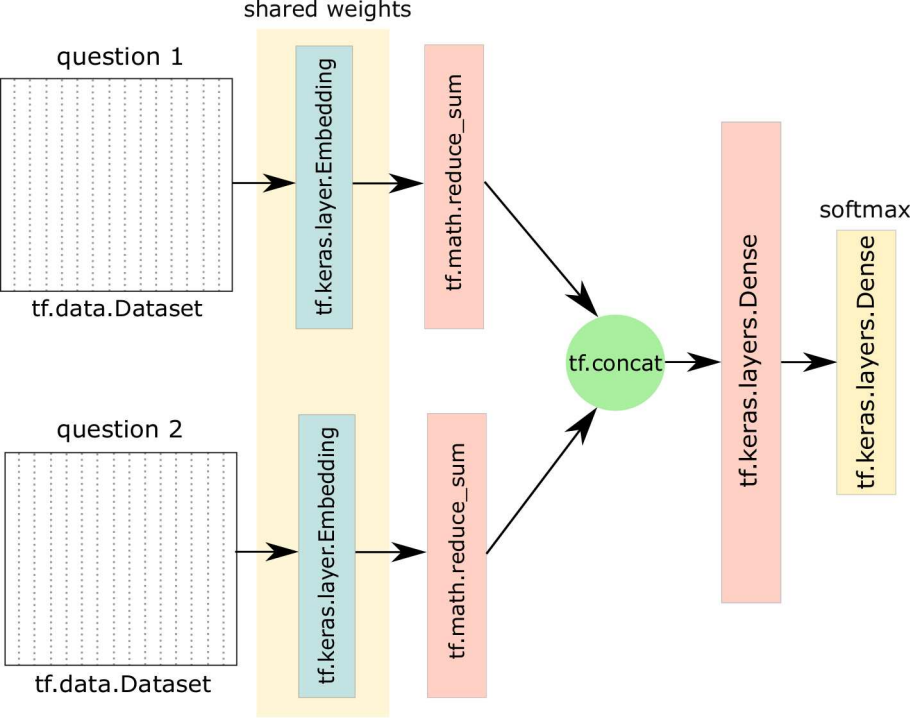 shared weights
question 1
tf.data.Dataset
tf.keras.layer.Embedding
tf.math.reduce_sum
question 2
tf.data.Dataset
tf.keras.layer.Embedding
tf.math.reduce_sum
tf.concat
tf.keras.layers.Dense
softmax
tf.keras.layers.Dense